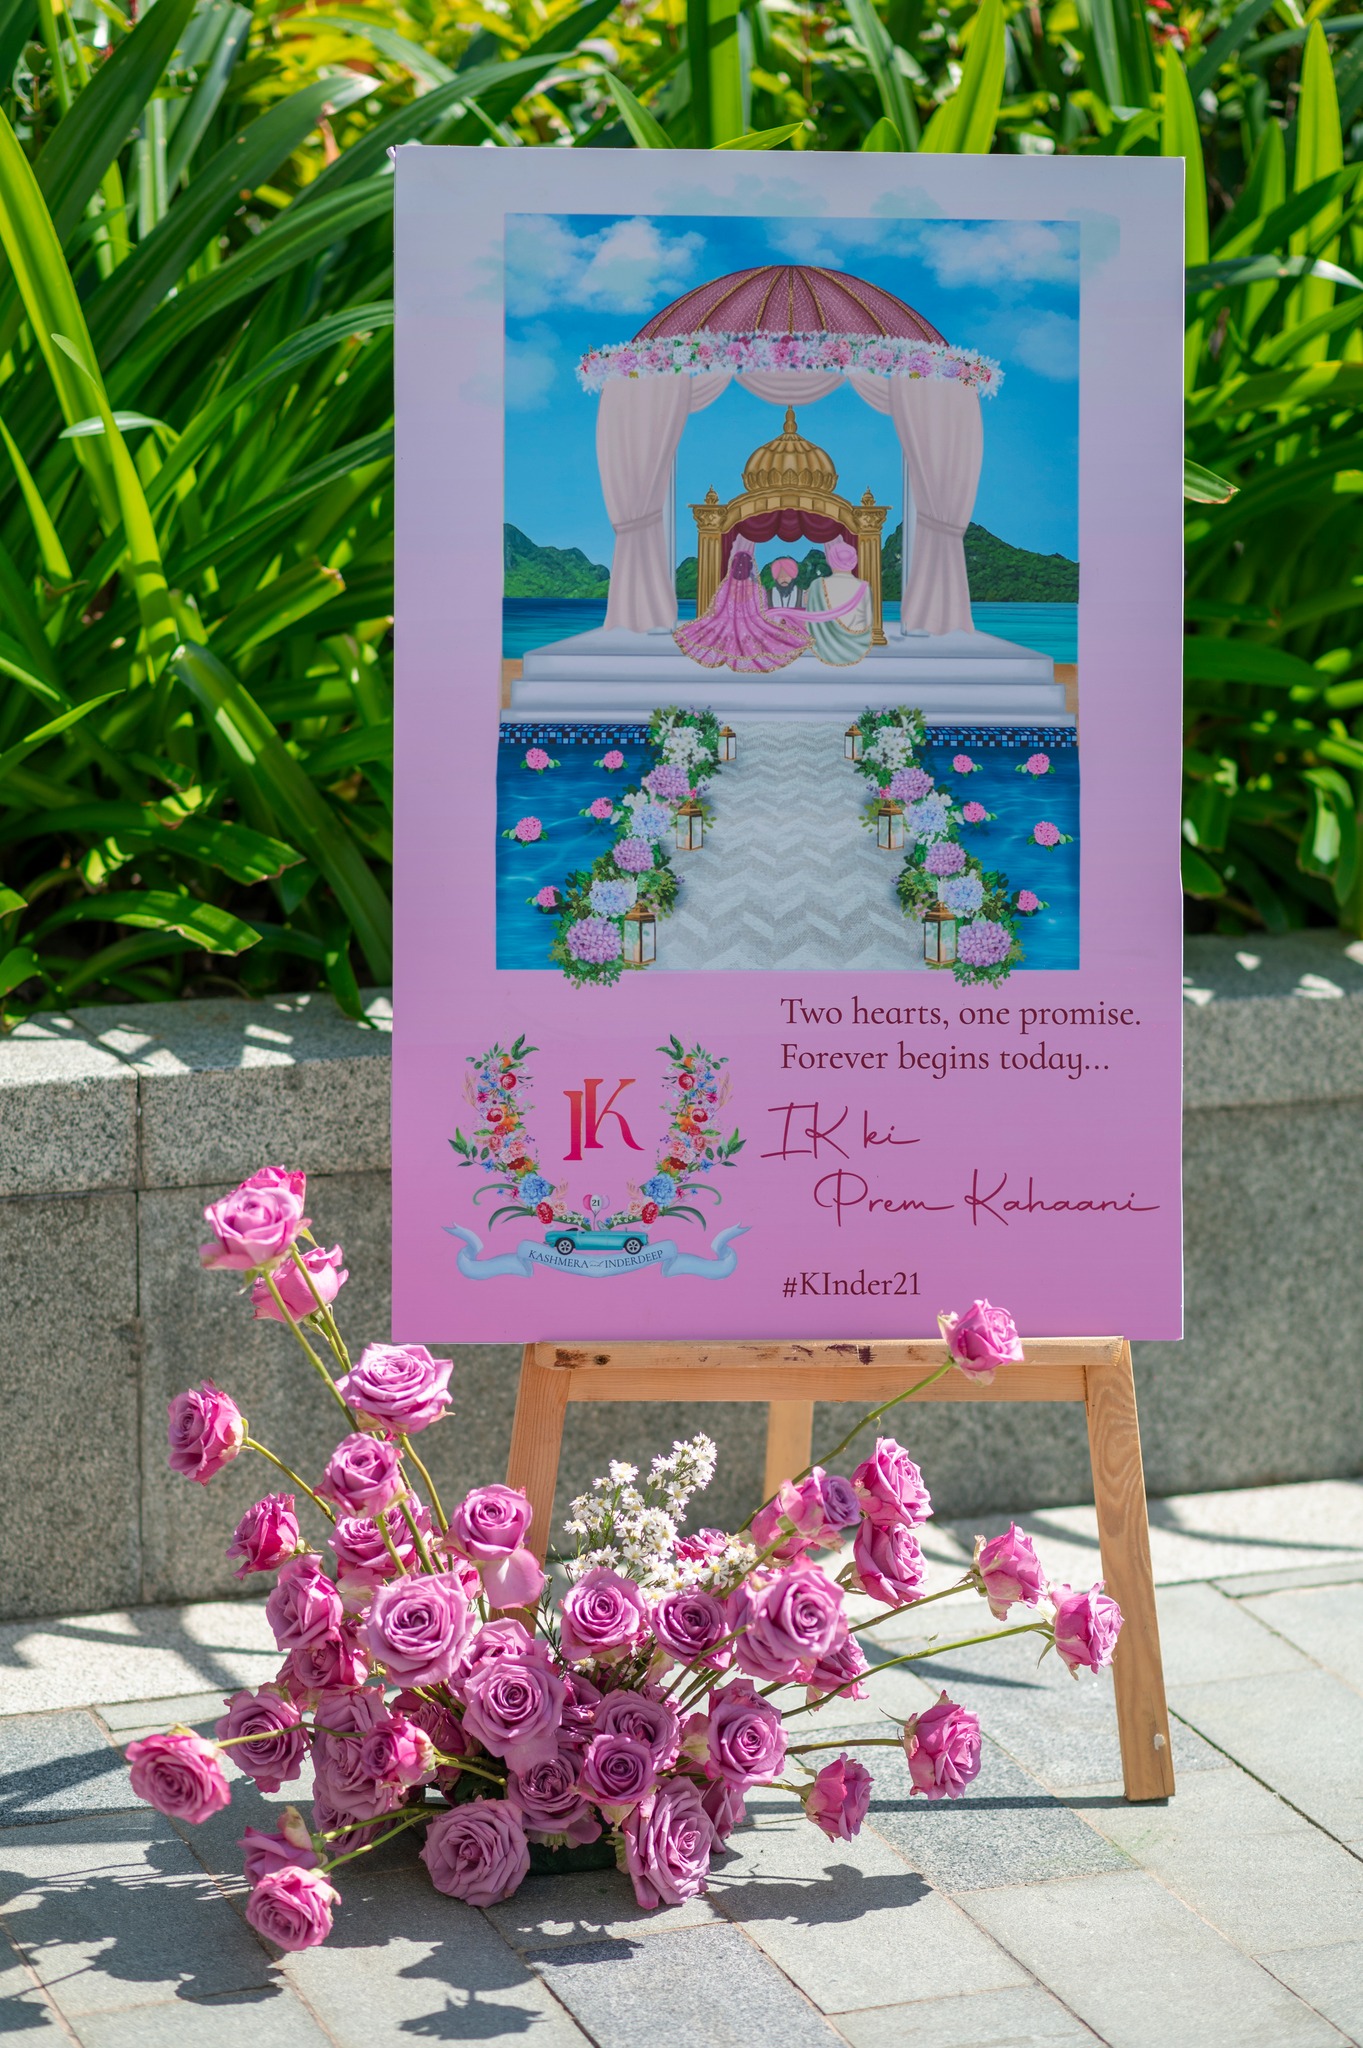 Two hearts, one promise.
Forever begins today...
IK ki
Prem Kahaani
#KInder21
IK
21
KASHMERA INDERDEEP